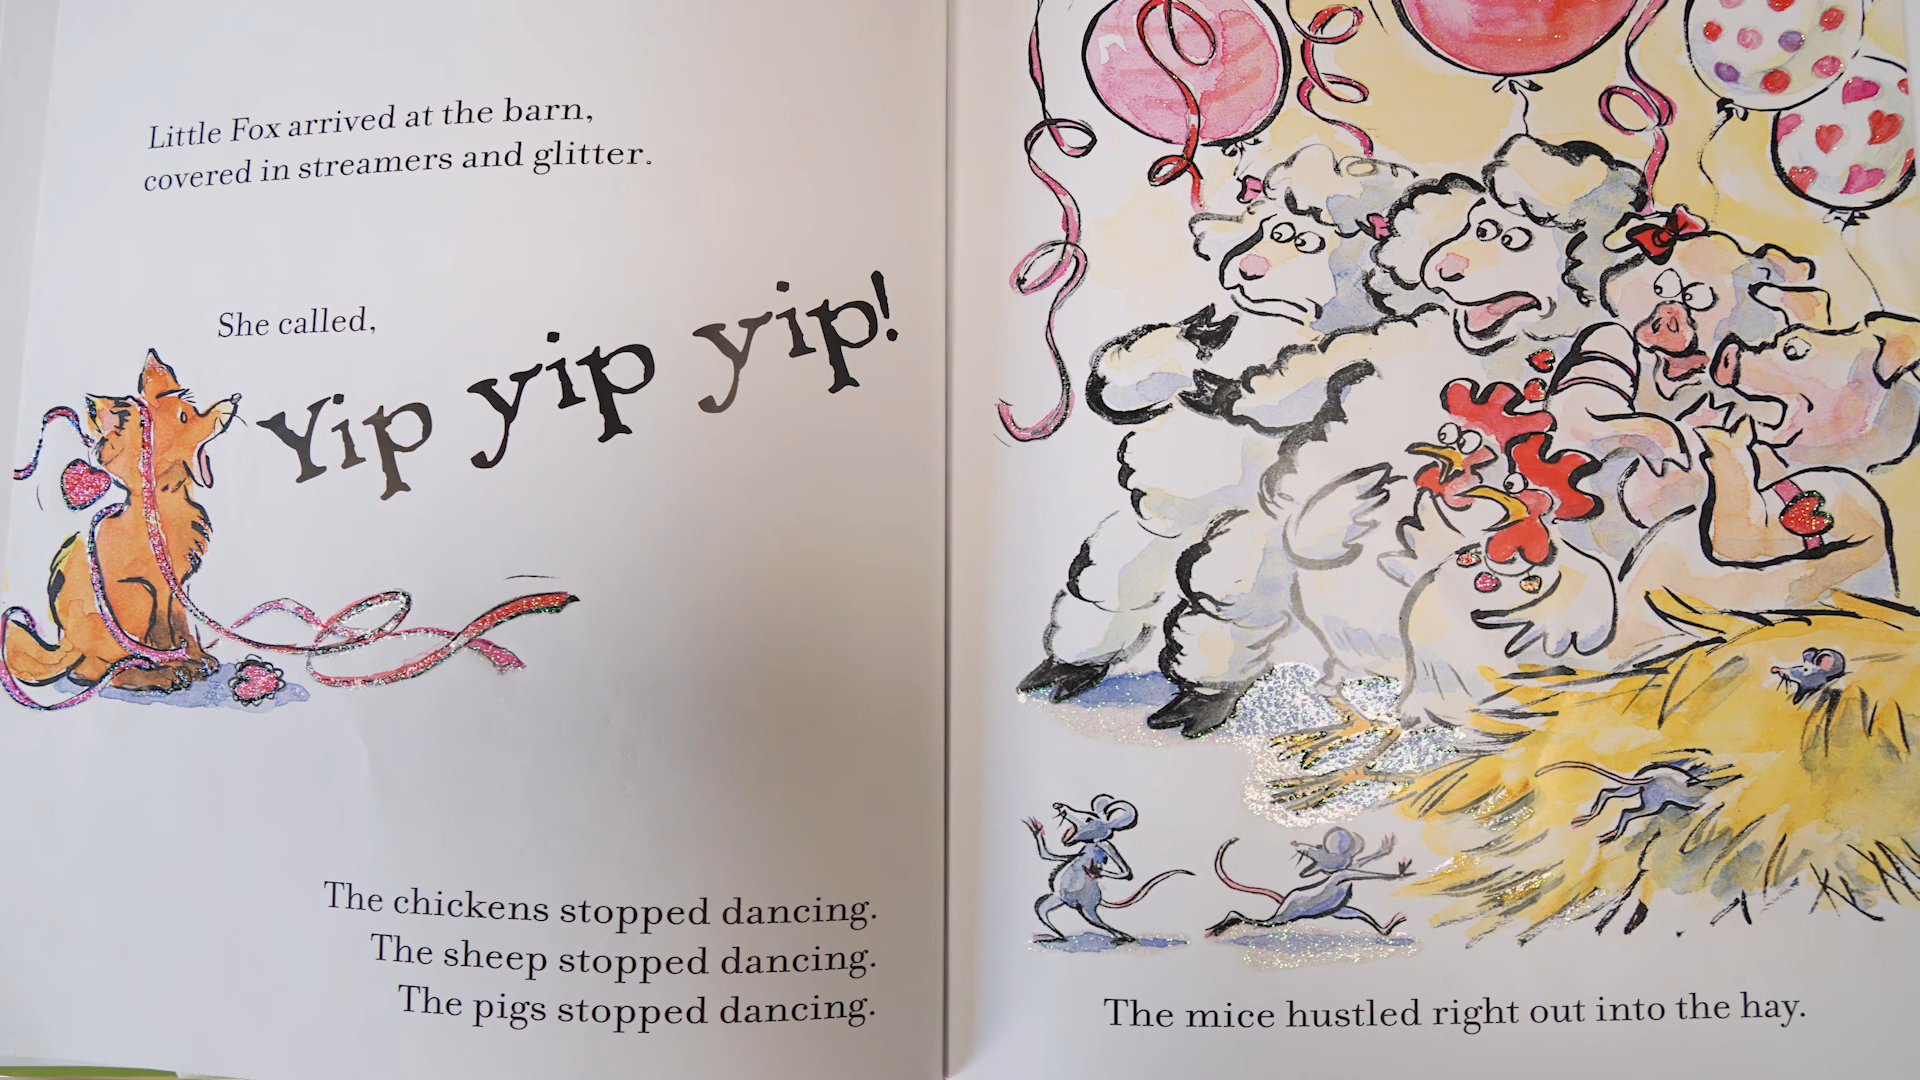 Little Fox arrived at the barn,
covered in streamers and glitter.
She called,
Yip yip yip!
The chickens stopped dancing.
The sheep stopped dancing.
The pigs stopped dancing.
The mice hustled right out into the hay.